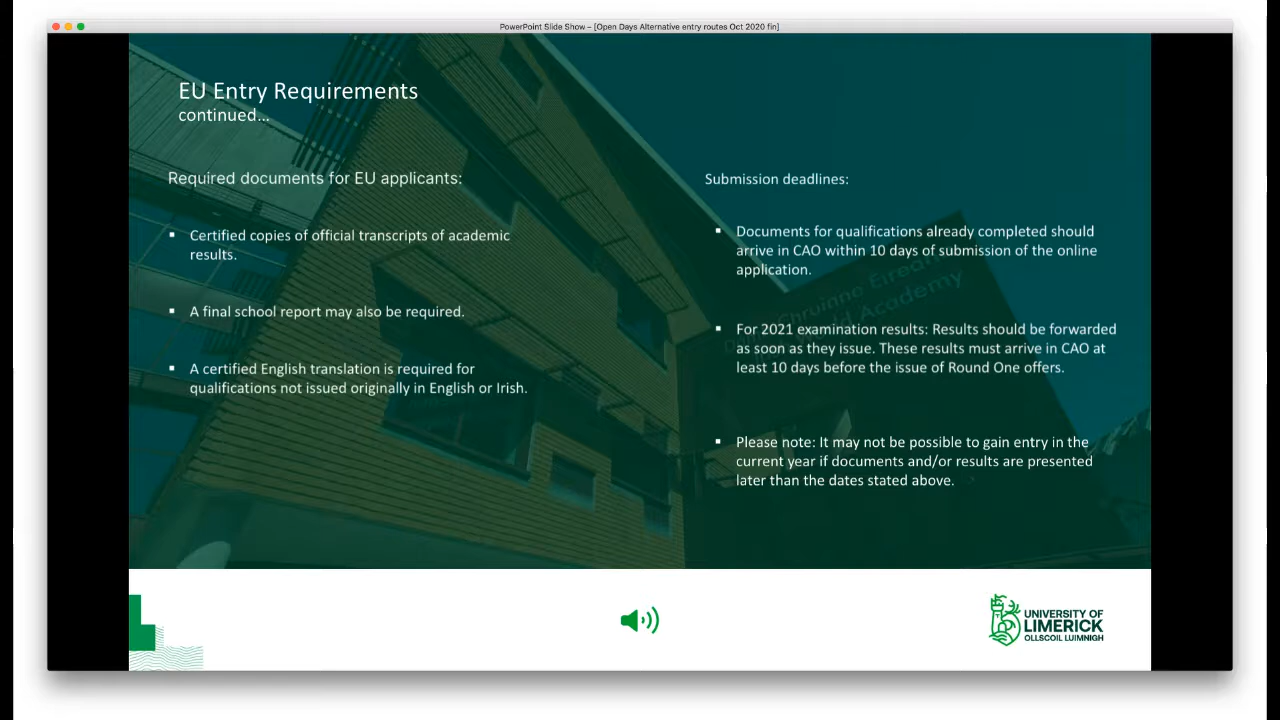 PowerPoint Slide Show – [Open Days Alternative entry routes Oct 2020 fin]
EU Entry Requirements
continued...
Required documents for EU applicants:
▪ Certified copies of official transcripts of academic
results.
▪ A final school report may also be required.
▪ A certified English translation is required for
qualifications not issued originally in English or Irish.
Submission deadlines:
▪ Documents for qualifications already completed should
arrive in CAO within 10 days of submission of the online
application.
▪ For 2021 examination results: Results should be forwarded
as soon as they issue. These results must arrive in CAO at
least 10 days before the issue of Round One offers.
▪ Please note: It may not be possible to gain entry in the
current year if documents and/or results are presented
later than the dates stated above.
Chruinne Éirean
World Academy
UNIVERSITY OF
LIMERICK
OLLSCOIL LUIMNIGH